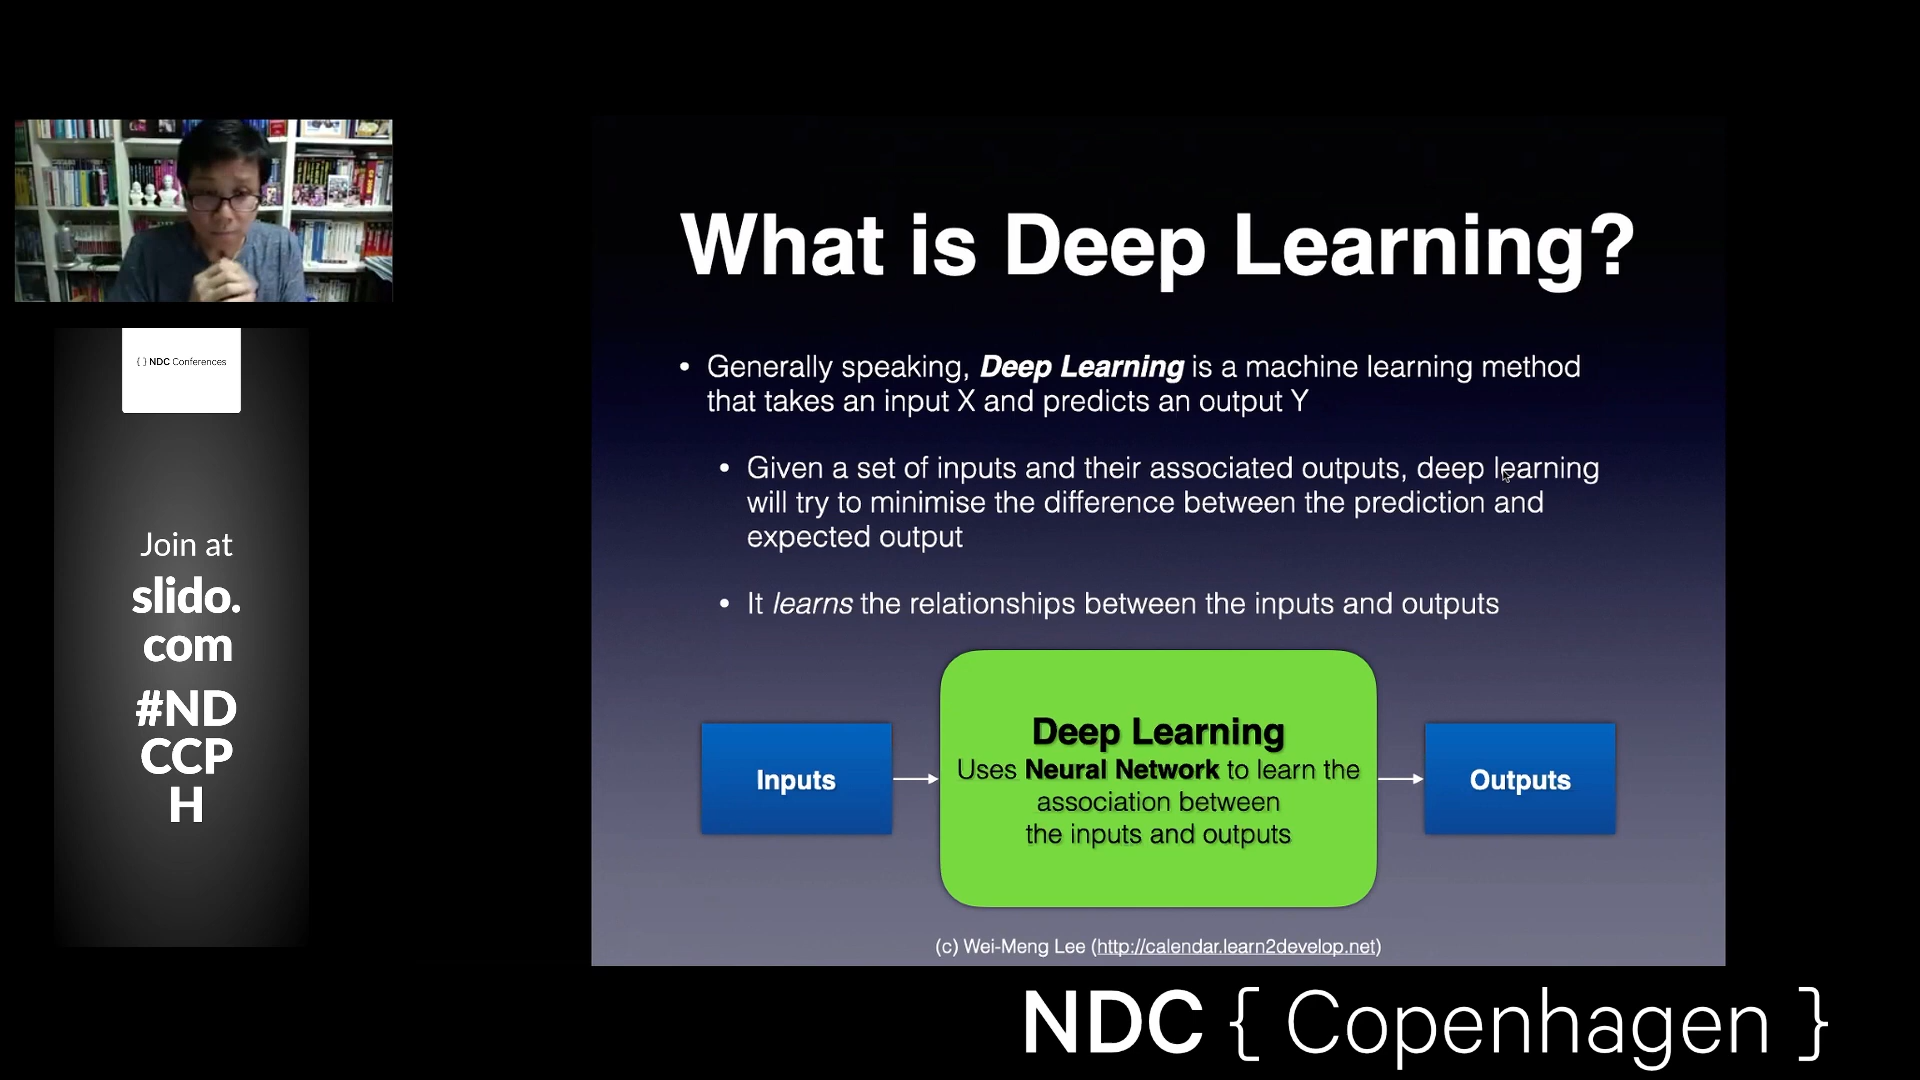 { } NDC Conferences
Join at
slido.
com
#ND
CCP
H
What is Deep Learning?
• Generally speaking, Deep Learning is a machine learning method
that takes an input X and predicts an output Y
• Given a set of inputs and their associated outputs, deep learning
will try to minimise the difference between the prediction and
expected output
• It learns the relationships between the inputs and outputs
Inputs
Deep Learning
Uses Neural Network to learn the
association between
the inputs and outputs
Outputs
(c) Wei-Meng Lee (http://calendar.learn2develop.net)
NDC { Copenhagen }